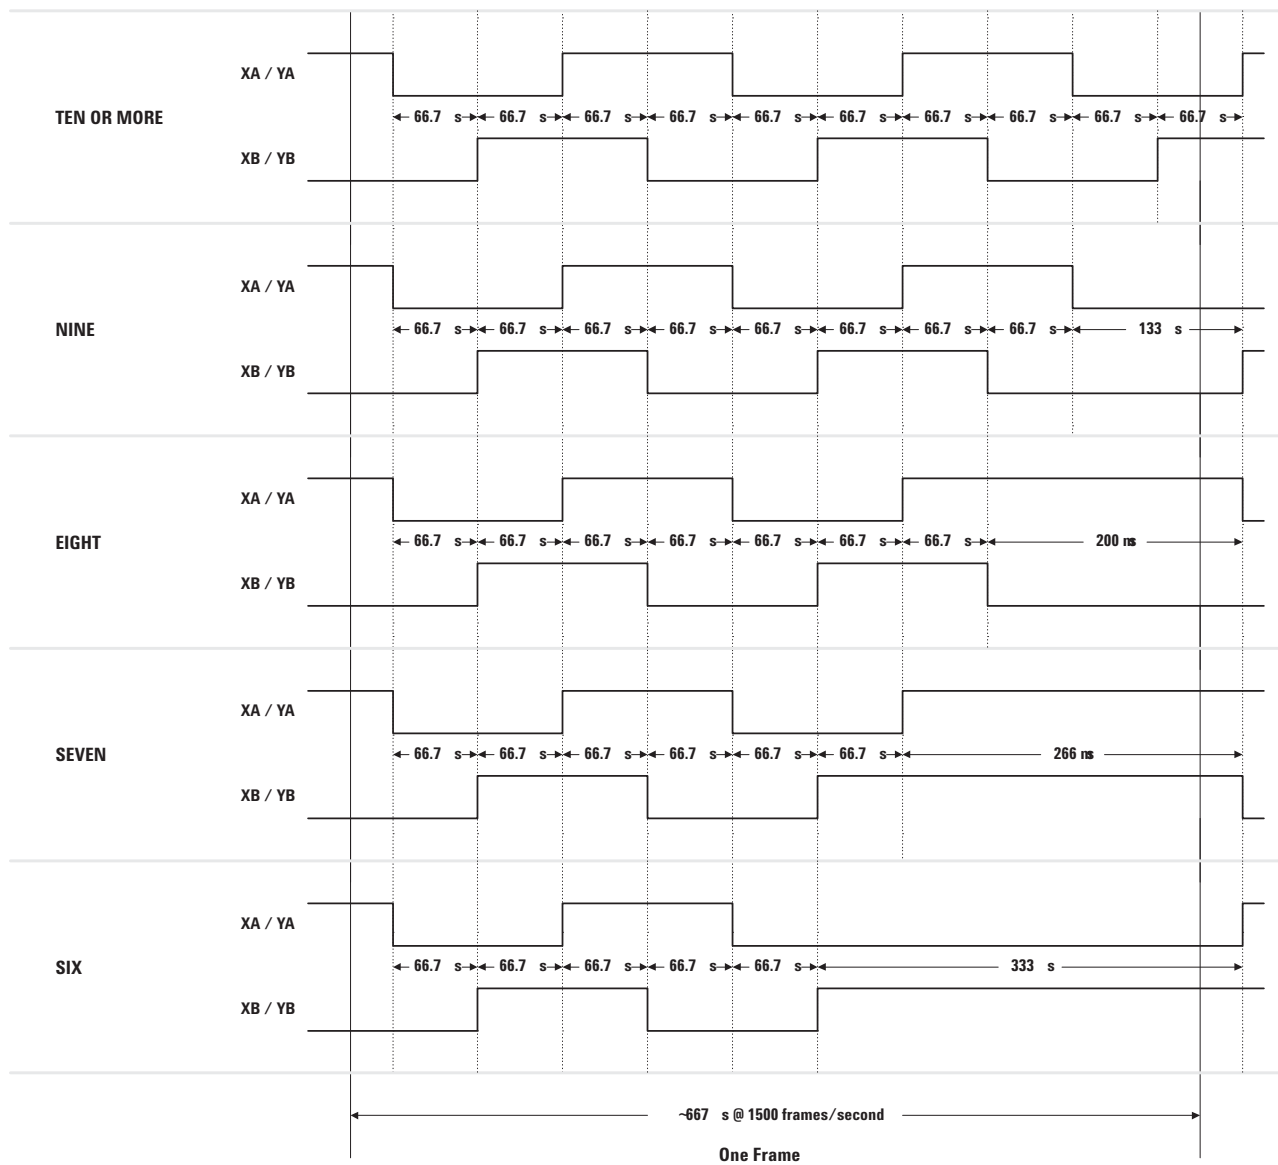 XA / YA
TEN OR MORE
66.7 s 66.7 s 66.7 s 66.7 s 66.7 s 66.7 s 66.7 s 66.7 s 66.7 s 66.7 s
XB / YB
XA / YA
NINE
66.7 s 66.7 s 66.7 s 66.7 s 66.7 s 66.7 s 66.7 s 66.7 s 133 s
XB / YB
XA / YA
EIGHT
66.7 s 66.7 s 66.7 s 66.7 s 66.7 s 66.7 s 66.7 s 200 ns
XB / YB
XA / YA
SEVEN
66.7 s 66.7 s 66.7 s 66.7 s 66.7 s 66.7 s 266 ns
XB / YB
XA / YA
SIX
66.7 s 66.7 s 66.7 s 66.7 s 66.7 s 333 s
XB / YB
~667 s @ 1500 frames/second
One Frame